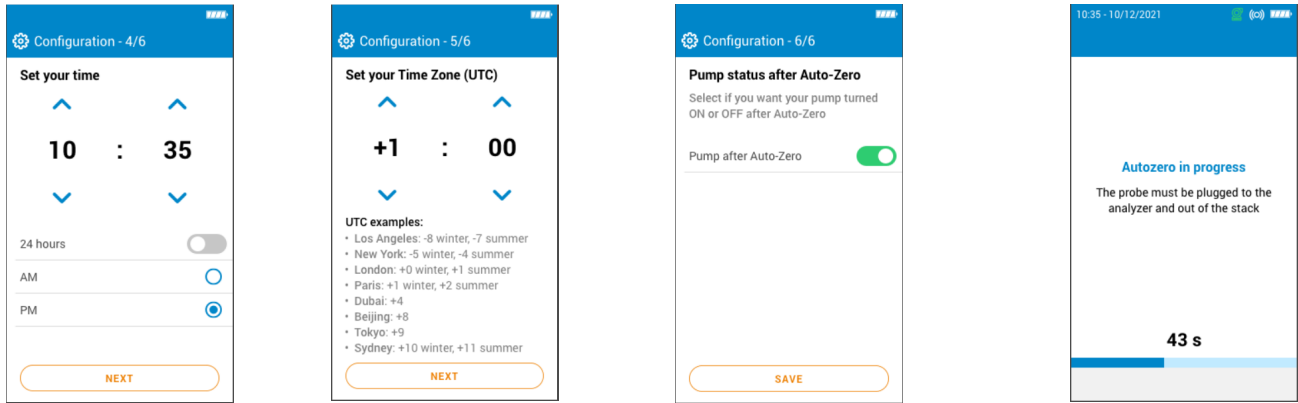 Configuration - 4/6
Set your time
10 : 35
24 hours
AM
PM
NEXT
Configuration - 5/6
Set your Time Zone (UTC)
+1 : 00
UTC examples:
• Los Angeles: -8 winter, -7 summer
• New York: -5 winter, -4 summer
• London: +0 winter, +1 summer
• Paris: +1 winter, +2 summer
• Dubai: +4
• Beijing: +8
• Tokyo: +9
• Sydney: +10 winter, +11 summer
NEXT
Configuration - 6/6
Pump status after Auto-Zero
Select if you want your pump turned
ON or OFF after Auto-Zero
Pump after Auto-Zero
SAVE
10:35 - 10/12/2021
Autozero in progress
The probe must be plugged to the
analyzer and out of the stack
43 s